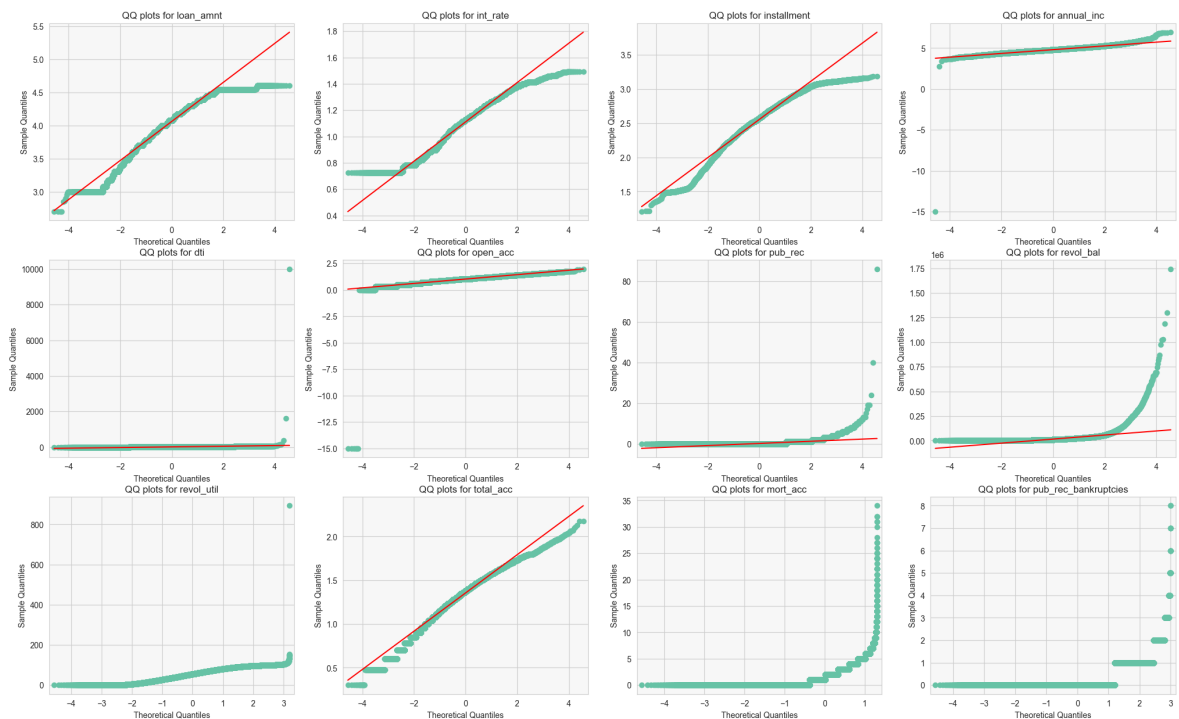 QQ plots for loan_amnt
5.5
5.0
4.5
4.0
3.5
3.0
Sample Quantiles
−4 −2 0 2 4
Theoretical Quantiles
QQ plots for int_rate
1.8
1.6
1.4
1.2
1.0
0.8
0.6
0.4
Sample Quantiles
−4 −2 0 2 4
Theoretical Quantiles
QQ plots for installment
3.5
3.0
2.5
2.0
1.5
Sample Quantiles
−4 −2 0 2 4
Theoretical Quantiles
QQ plots for annual_inc
5
0
−5
−10
−15
Sample Quantiles
−4 −2 0 2 4
Theoretical Quantiles
QQ plots for dti
10000
8000
6000
4000
2000
0
Sample Quantiles
−4 −2 0 2 4
Theoretical Quantiles
QQ plots for open_acc
2.5
0.0
−2.5
−5.0
−7.5
−10.0
−12.5
−15.0
Sample Quantiles
−4 −2 0 2 4
Theoretical Quantiles
QQ plots for pub_rec
80
60
40
20
0
Sample Quantiles
−4 −2 0 2 4
Theoretical Quantiles
QQ plots for revol_bal
1e6
1.75
1.50
1.25
1.00
0.75
0.50
0.25
0.00
Sample Quantiles
−4 −2 0 2 4
Theoretical Quantiles
QQ plots for revol_util
800
600
400
200
0
Sample Quantiles
−4 −3 −2 −1 0 1 2 3
Theoretical Quantiles
QQ plots for total_acc
2.0
1.5
1.0
0.5
Sample Quantiles
−4 −2 0 2 4
Theoretical Quantiles
QQ plots for mort_acc
35
30
25
20
15
10
5
0
Sample Quantiles
−4 −3 −2 −1 0 1
Theoretical Quantiles
QQ plots for pub_rec_bankruptcies
8
7
6
5
4
3
2
1
0
Sample Quantiles
−4 −3 −2 −1 0 1 2 3
Theoretical Quantiles